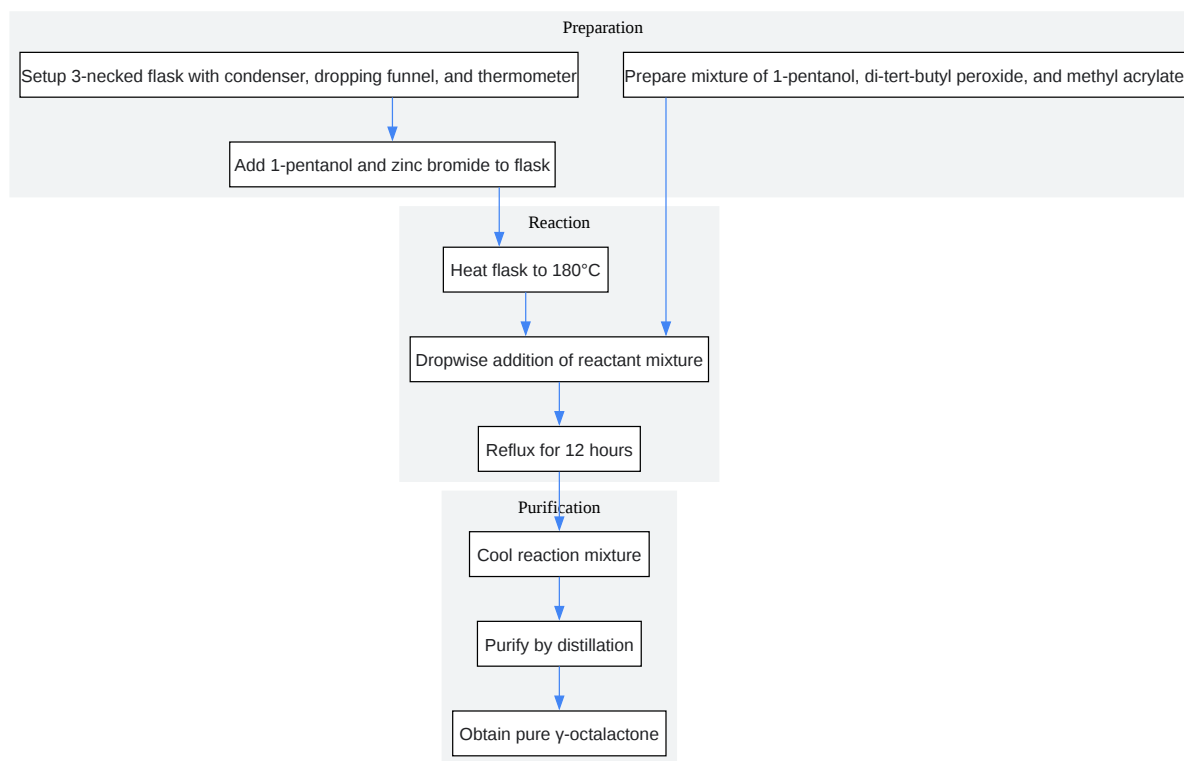 Preparation
Setup 3-necked flask with condenser, dropping funnel, and thermometer
Prepare mixture of 1-pentanol, di-tert-butyl peroxide, and methyl acrylate
Add 1-pentanol and zinc bromide to flask
Reaction
Heat flask to 180°C
Dropwise addition of reactant mixture
Reflux for 12 hours
Purification
Cool reaction mixture
Purify by distillation
Obtain pure γ-octalactone